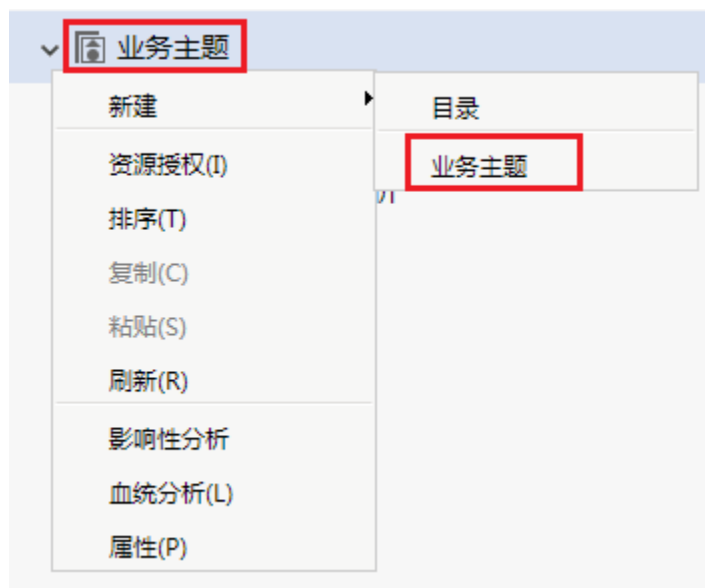 业务主题
新建
目录
资源授权(I)
业务主题
排序(T)
复制(C)
粘贴(S)
刷新(R)
影响性分析
血统分析(L)
属性(P)